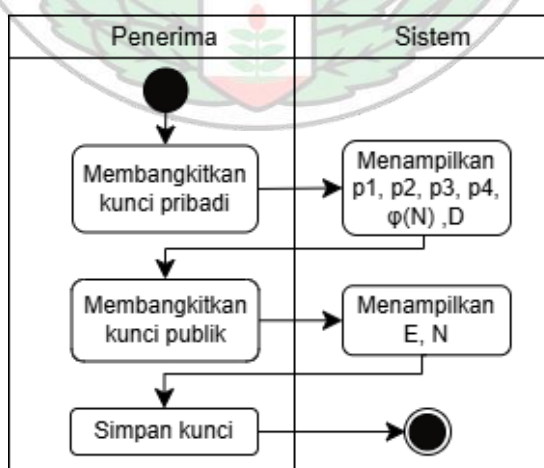 Penerima
Sistem
Membangkitkan
kunci pribadi
Menampilkan
p1, p2, p3, p4,
φ(N) ,D
Membangkitkan
kunci publik
Menampilkan
E, N
Simpan kunci